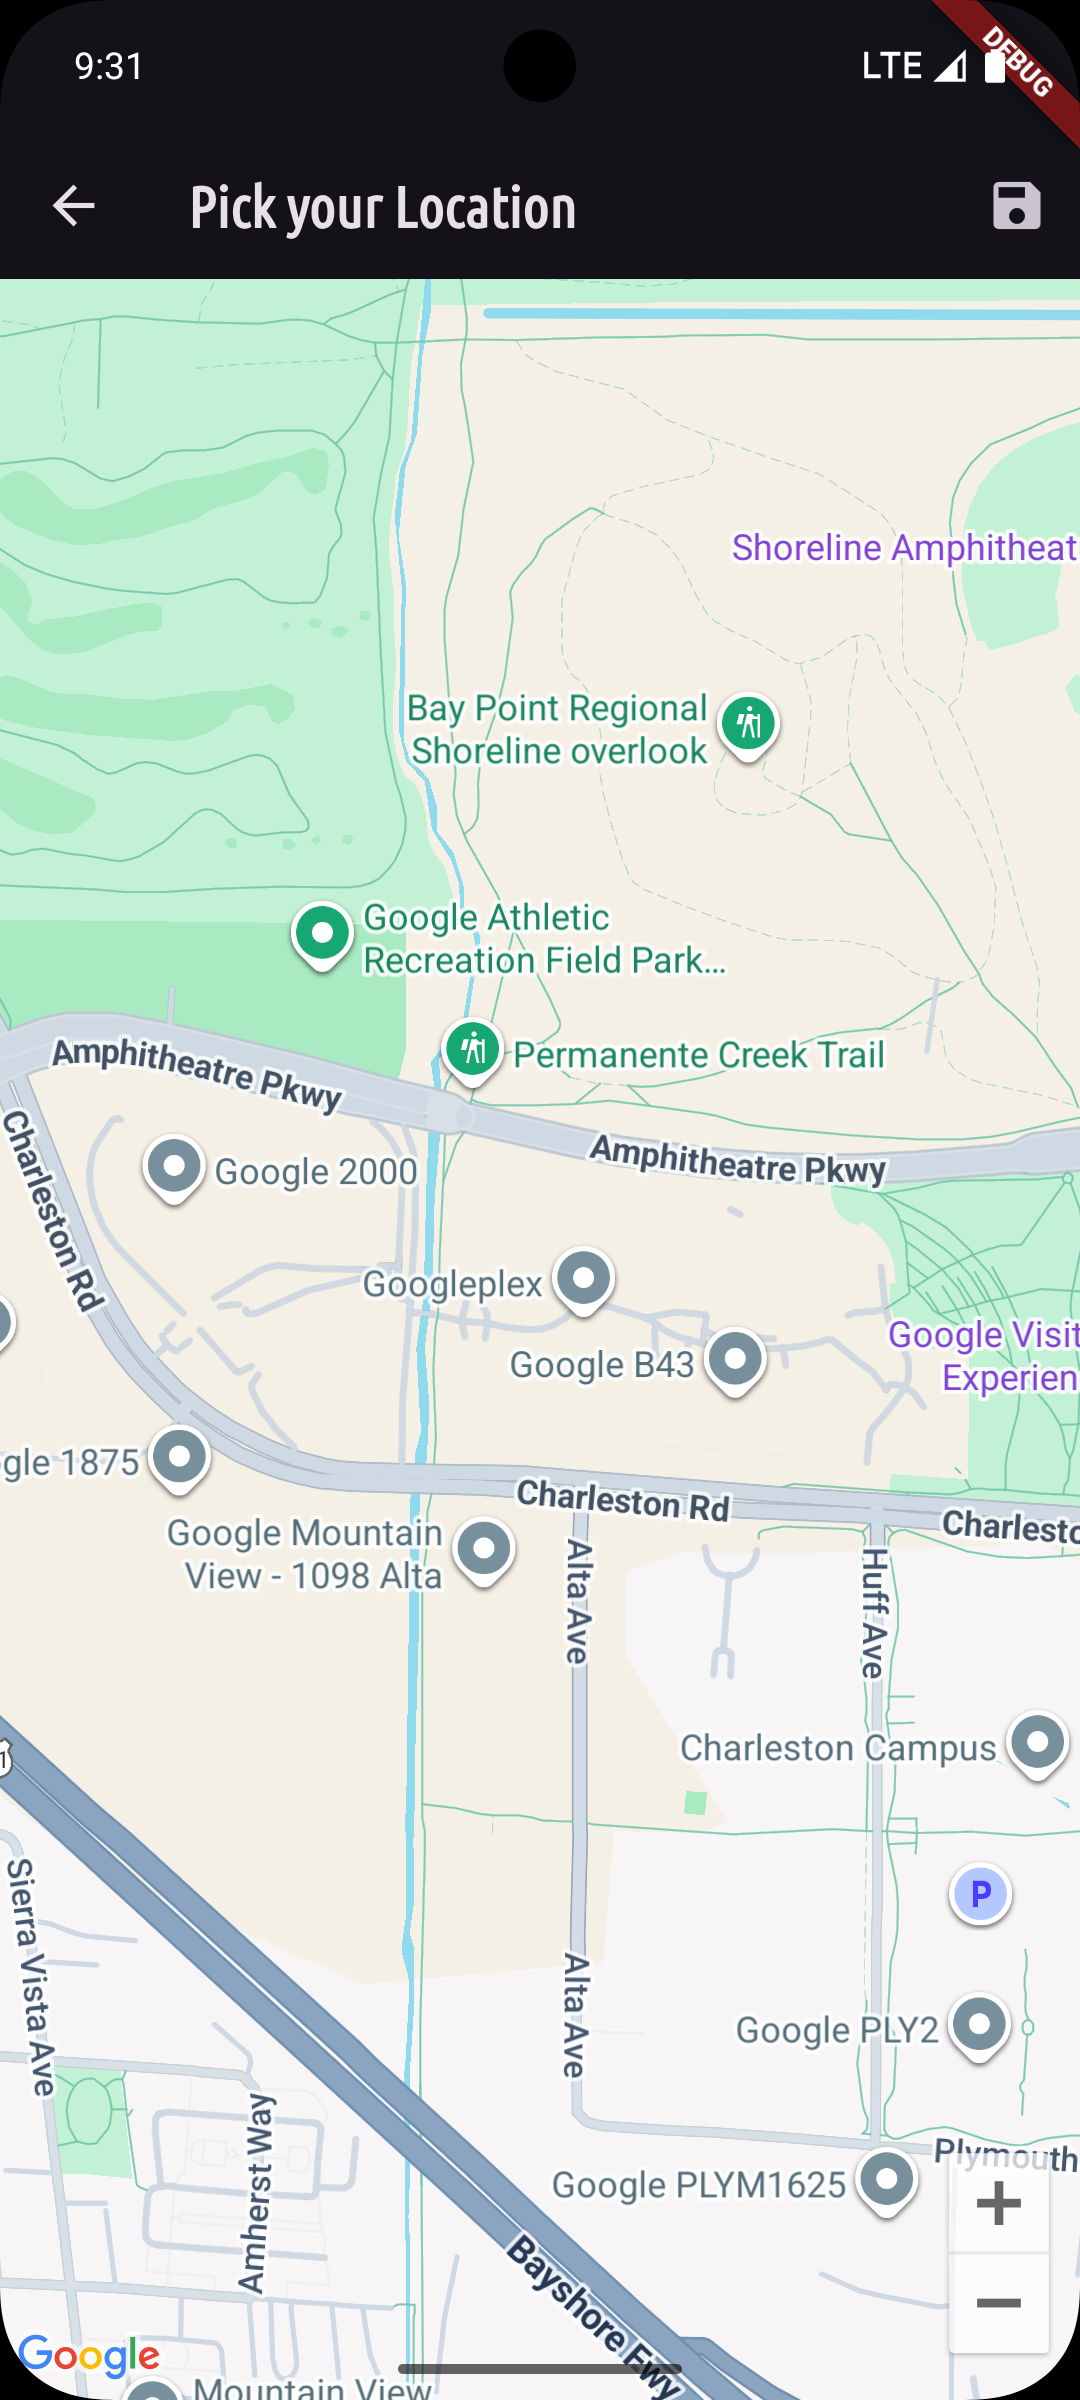 9:31
LTE
DEBUG
Pick your Location
Shoreline Amphitheat
Bay Point Regional
Shoreline overlook
Google Athletic
Recreation Field Park...
Permanente Creek Trail
Amphitheatre Pkwy
Amphitheatre Pkwy
Charleston Rd
Google 2000
Googleplex
Google Visit
Experien
Google B43
gle 1875
Charleston Rd
Charlesto
Google Mountain
View - 1098 Alta
Alta Ave
Huff Ave
Charleston Campus
1
Sierra Vista Ave
P
Alta Ave
Google PLY2
Amherst Way
Plymouth
Google PLYM1625
+
−
Bayshore Fwy
Google
Mountain View